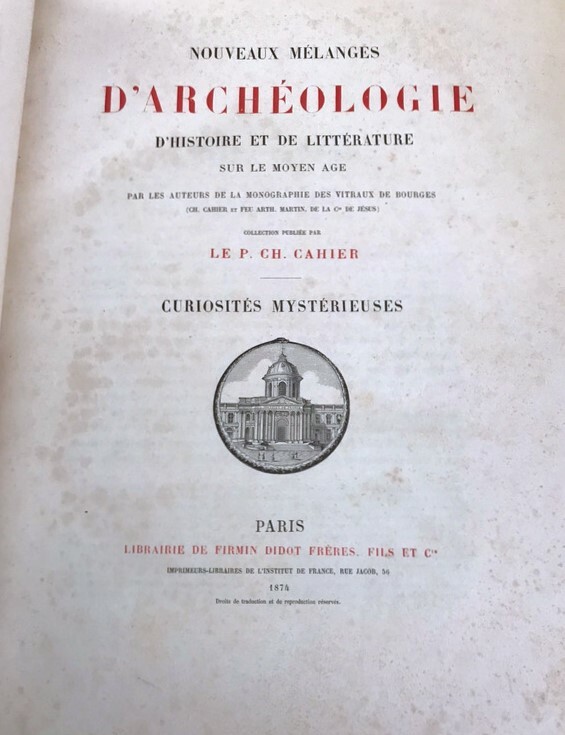 NOUVEAUX MÉLANGES
D'ARCHÉOLOGIE
D'HISTOIRE ET DE LITTÉRATURE
SUR LE MOYEN AGE
PAR LES AUTEURS DE LA MONOGRAPHIE DES VITRAUX DE BOURGES
(CH. CAHIER ET FEU ARTH. MARTIN, DE LA Cie DE JÉSUS)
COLLECTION PUBLIÉE PAR
LE P. CH. CAHIER
CURIOSITÉS MYSTÉRIEUSES
PARIS
LIBRAIRIE DE FIRMIN DIDOT FRÈRES, FILS ET Cie
IMPRIMEURS-LIBRAIRES DE L'INSTITUT DE FRANCE, RUE JACOB, 56
1874
Droits de traduction et de reproduction réservés.